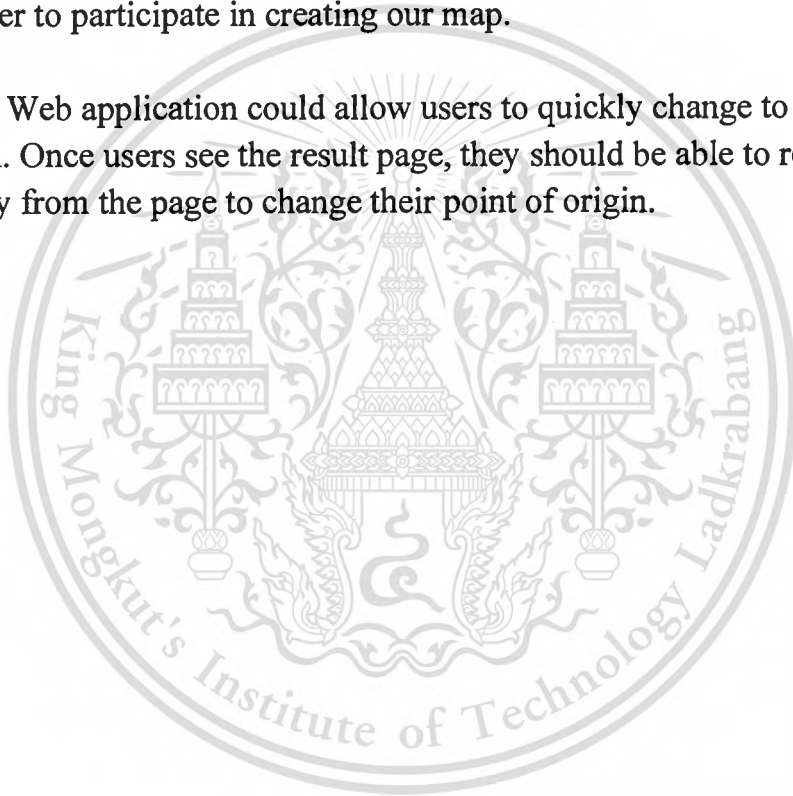 er to participate in creating our map.
Web application could allow users to quickly change to
. Once users see the result page, they should be able to re
y from the page to change their point of origin.
King Mongkut's Institute of Technology Ladkrabang